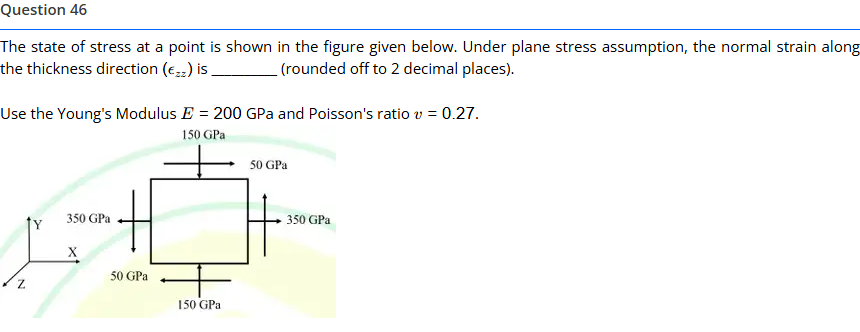 Question 46
The state of stress at a point is shown in the figure given below. Under plane stress assumption, the normal strain along
the thickness direction (ϵzz) is ________ (rounded off to 2 decimal places).
Use the Young's Modulus E = 200 GPa and Poisson's ratio υ = 0.27.
150 GPa
50 GPa
350 GPa
350 GPa
Y
X
Z
50 GPa
150 GPa